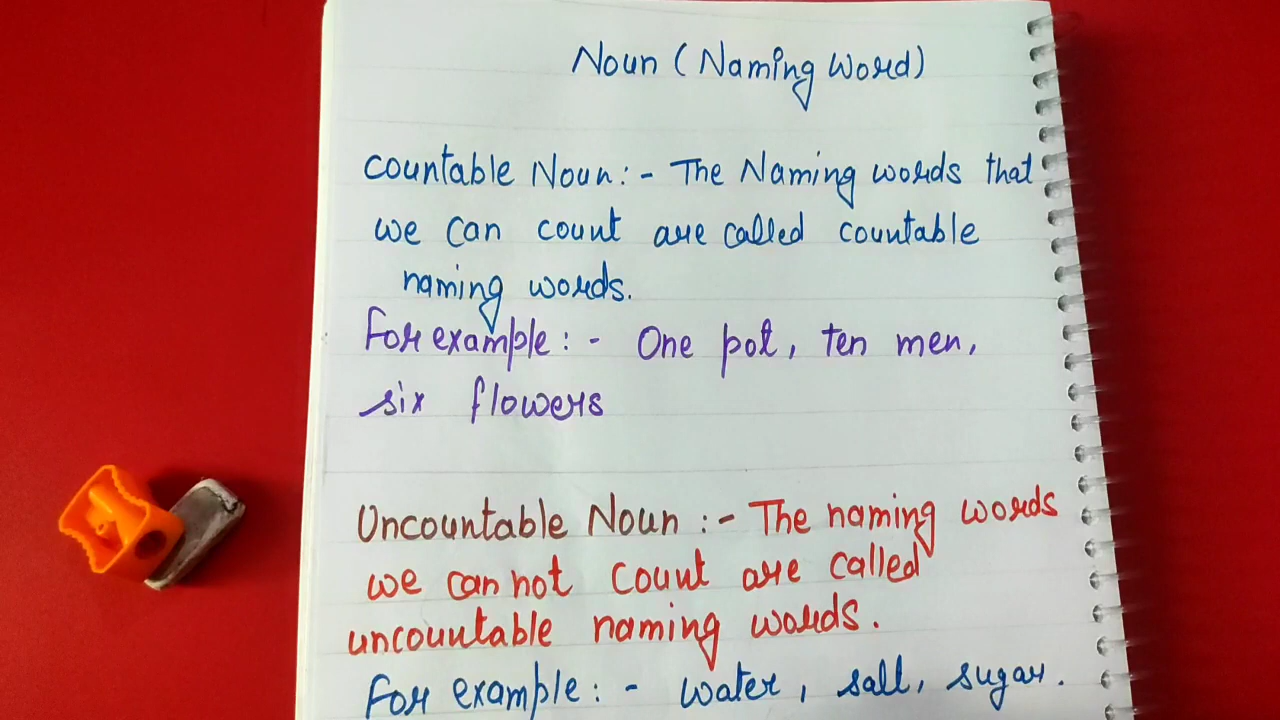 Noun (Naming Word)
Countable Noun:- The Naming words that
we can count are called countable
naming words.
For example:- One pot, ten men,
six flowers
Uncountable Noun:- The naming words
we can not count are called
uncountable naming words.
For example:- water, salt, sugar.